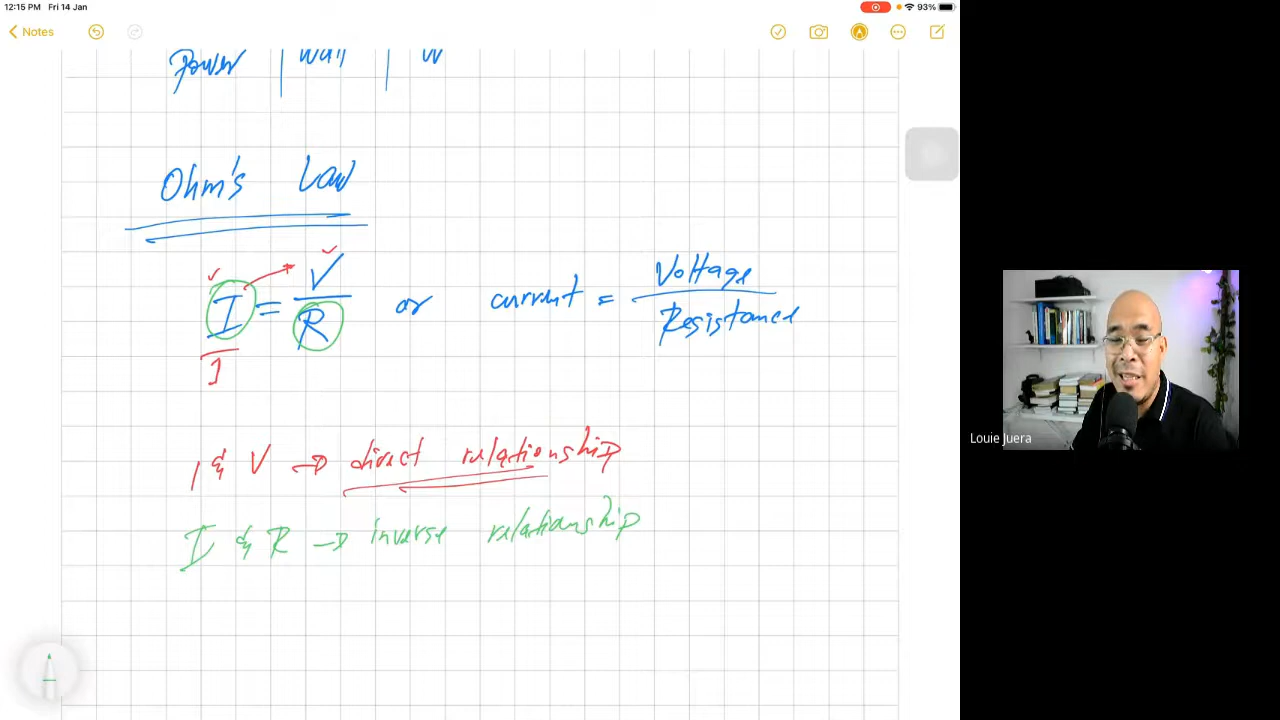 12:15 PM Fri 14 Jan 93%
Notes
Power Watt W
Ohm's Law
I = V/R or current = Voltage/Resistance
1
I & V → direct relationship
I & R → inverse relationship
Louie Juera